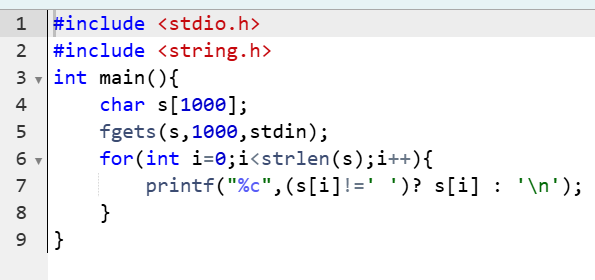 1 #include <stdio.h>
2 #include <string.h>
3 int main(){
4     char s[1000];
5     fgets(s,1000,stdin);
6     for(int i=0;i<strlen(s);i++){
7         printf("%c",(s[i]!=' ')? s[i] : '\n');
8     }
9 }